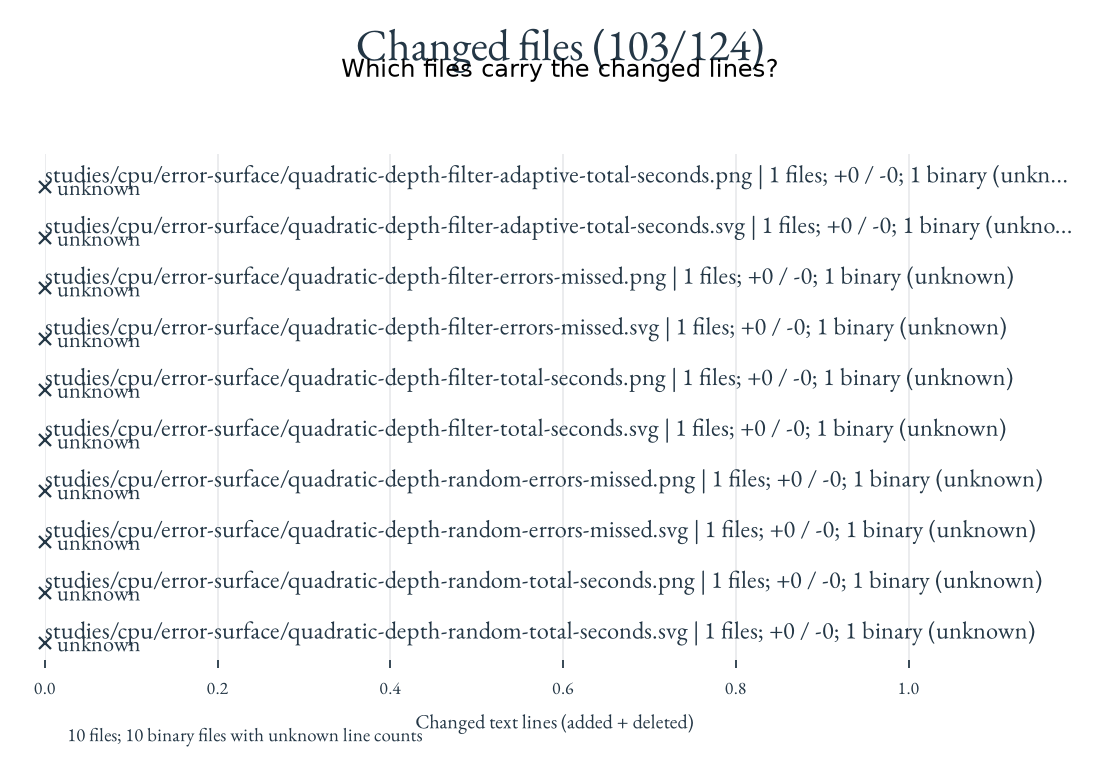 Changed files (103/124)
Which files carry the changed lines?
studies/cpu/error-surface/quadratic-depth-filter-adaptive-total-seconds.png | 1 files; +0 / -0; 1 binary (unkn...
unknown
studies/cpu/error-surface/quadratic-depth-filter-adaptive-total-seconds.svg | 1 files; +0 / -0; 1 binary (unkno...
unknown
studies/cpu/error-surface/quadratic-depth-filter-errors-missed.png | 1 files; +0 / -0; 1 binary (unknown)
unknown
studies/cpu/error-surface/quadratic-depth-filter-errors-missed.svg | 1 files; +0 / -0; 1 binary (unknown)
unknown
studies/cpu/error-surface/quadratic-depth-filter-total-seconds.png | 1 files; +0 / -0; 1 binary (unknown)
unknown
studies/cpu/error-surface/quadratic-depth-filter-total-seconds.svg | 1 files; +0 / -0; 1 binary (unknown)
unknown
studies/cpu/error-surface/quadratic-depth-random-errors-missed.png | 1 files; +0 / -0; 1 binary (unknown)
unknown
studies/cpu/error-surface/quadratic-depth-random-errors-missed.svg | 1 files; +0 / -0; 1 binary (unknown)
unknown
studies/cpu/error-surface/quadratic-depth-random-total-seconds.png | 1 files; +0 / -0; 1 binary (unknown)
unknown
studies/cpu/error-surface/quadratic-depth-random-total-seconds.svg | 1 files; +0 / -0; 1 binary (unknown)
unknown
0.0 0.2 0.4 0.6 0.8 1.0
Changed text lines (added + deleted)
10 files; 10 binary files with unknown line counts